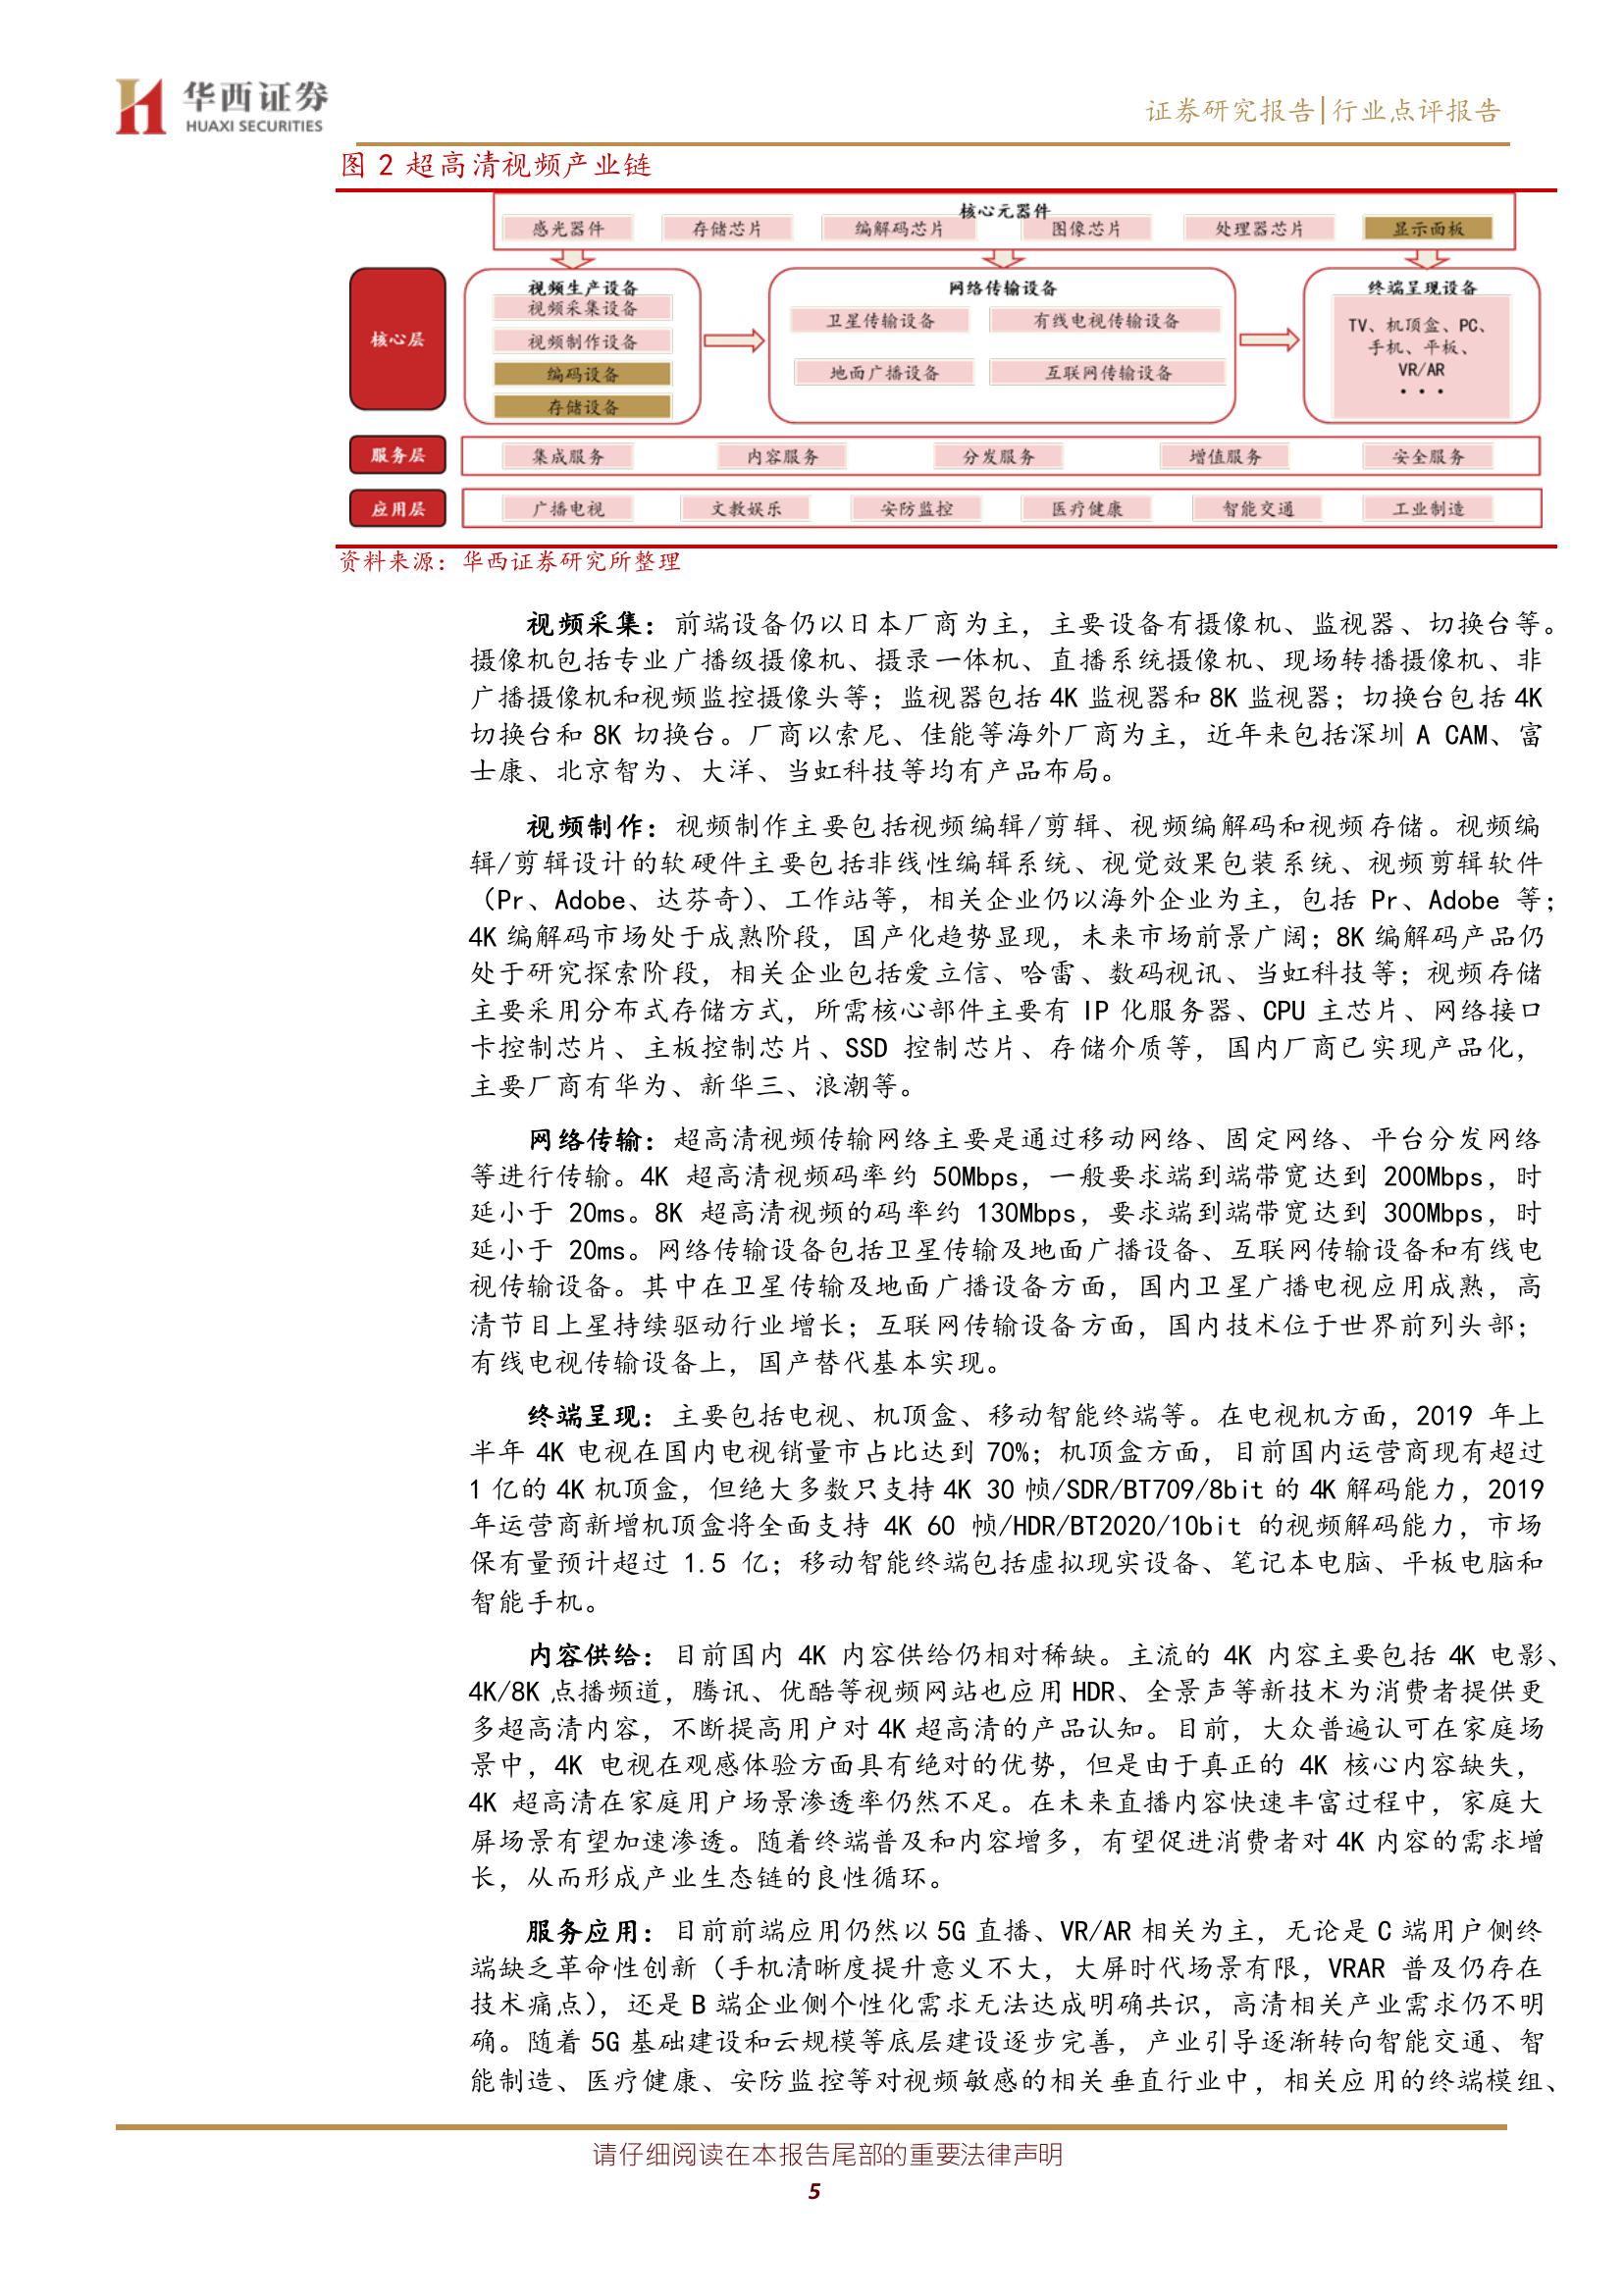 华西证券
HUAXI SECURITIES
证券研究报告|行业点评报告
图 2 超高清视频产业链
核心元器件
感光器件 存储芯片 编解码芯片 图像芯片 处理器芯片 显示面板
核心层
视频生产设备
视频采集设备
视频制作设备
编码设备
存储设备
网络传输设备
卫星传输设备 有线电视传输设备
地面广播设备 互联网传输设备
终端呈现设备
TV、机顶盒、PC、
手机、平板、
VR/AR
···
服务层 集成服务 内容服务 分发服务 增值服务 安全服务
应用层 广播电视 文教娱乐 安防监控 医疗健康 智能交通 工业制造
资料来源：华西证券研究所整理
视频采集：前端设备仍以日本厂商为主，主要设备有摄像机、监视器、切换台等。
摄像机包括专业广播级摄像机、摄录一体机、直播系统摄像机、现场转播摄像机、非
广播摄像机和视频监控摄像头等；监视器包括 4K 监视器和 8K 监视器；切换台包括 4K
切换台和 8K 切换台。厂商以索尼、佳能等海外厂商为主，近年来包括深圳 A CAM、富
士康、北京智为、大洋、当虹科技等均有产品布局。
视频制作：视频制作主要包括视频编辑/剪辑、视频编解码和视频存储。视频编
辑/剪辑设计的软硬件主要包括非线性编辑系统、视觉效果包装系统、视频剪辑软件
（Pr、Adobe、达芬奇）、工作站等，相关企业仍以海外企业为主，包括 Pr、Adobe 等；
4K 编解码市场处于成熟阶段，国产化趋势显现，未来市场前景广阔；8K 编解码产品仍
处于研究探索阶段，相关企业包括爱立信、哈雷、数码视讯、当虹科技等；视频存储
主要采用分布式存储方式，所需核心部件主要有 IP 化服务器、CPU 主芯片、网络接口
卡控制芯片、主板控制芯片、SSD 控制芯片、存储介质等，国内厂商已实现产品化，
主要厂商有华为、新华三、浪潮等。
网络传输：超高清视频传输网络主要是通过移动网络、固定网络、平台分发网络
等进行传输。4K 超高清视频码率约 50Mbps，一般要求端到端带宽达到 200Mbps，时
延小于 20ms。8K 超高清视频的码率约 130Mbps，要求端到端带宽达到 300Mbps，时
延小于 20ms。网络传输设备包括卫星传输及地面广播设备、互联网传输设备和有线电
视传输设备。其中在卫星传输及地面广播设备方面，国内卫星广播电视应用成熟，高
清节目上星持续驱动行业增长；互联网传输设备方面，国内技术位于世界前列头部；
有线电视传输设备上，国产替代基本实现。
终端呈现：主要包括电视、机顶盒、移动智能终端等。在电视机方面，2019 年上
半年 4K 电视在国内电视销量市占比达到 70%；机顶盒方面，目前国内运营商现有超过
1 亿的 4K 机顶盒，但绝大多数只支持 4K 30 帧/SDR/BT709/8bit 的 4K 解码能力，2019
年运营商新增机顶盒将全面支持 4K 60 帧/HDR/BT2020/10bit 的视频解码能力，市场
保有量预计超过 1.5 亿；移动智能终端包括虚拟现实设备、笔记本电脑、平板电脑和
智能手机。
内容供给：目前国内 4K 内容供给仍相对稀缺。主流的 4K 内容主要包括 4K 电影、
4K/8K 点播频道，腾讯、优酷等视频网站也应用 HDR、全景声等新技术为消费者提供更
多超高清内容，不断提高用户对 4K 超高清的产品认知。目前，大众普遍认可在家庭场
景中，4K 电视在观感体验方面具有绝对的优势，但是由于真正的 4K 核心内容缺失，
4K 超高清在家庭用户场景渗透率仍然不足。在未来直播内容快速丰富过程中，家庭大
屏场景有望加速渗透。随着终端普及和内容增多，有望促进消费者对 4K 内容的需求增
长，从而形成产业生态链的良性循环。
服务应用：目前前端应用仍然以 5G 直播、VR/AR 相关为主，无论是 C 端用户侧终
端缺乏革命性创新（手机清晰度提升意义不大，大屏时代场景有限，VRAR 普及仍存在
技术痛点），还是 B 端企业侧个性化需求无法达成明确共识，高清相关产业需求仍不明
确。随着 5G 基础建设和云规模等底层建设逐步完善，产业引导逐渐转向智能交通、智
能制造、医疗健康、安防监控等对视频敏感的相关垂直行业中，相关应用的终端模组、
请仔细阅读在本报告尾部的重要法律声明
5